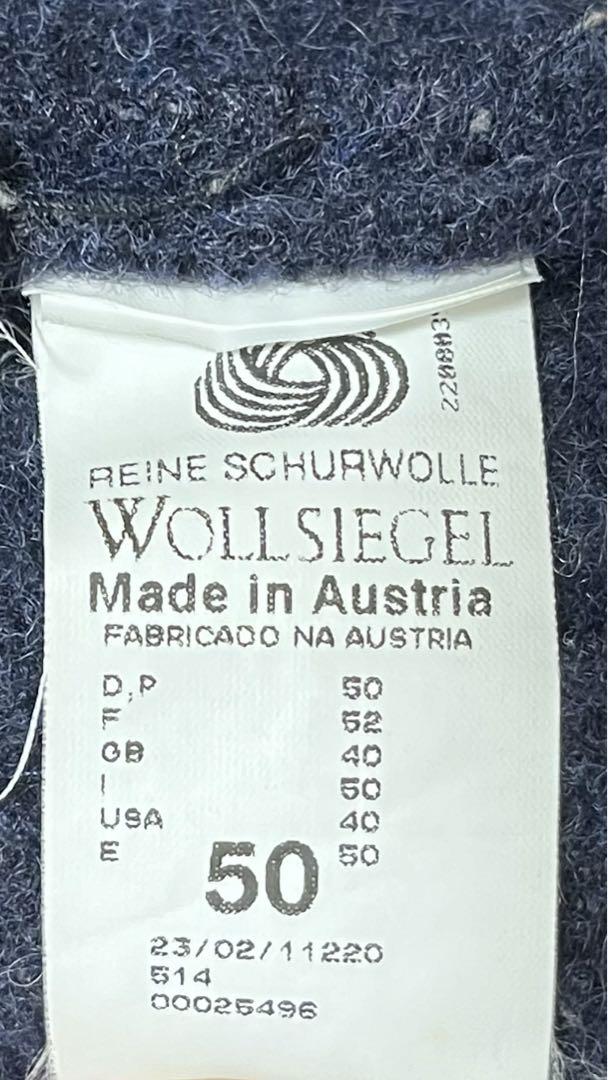 220803
REINE SCHURWOLLE
WOLLSIEGEL
Made in Austria
FABRICADO NA AUSTRIA
D,P 50
F 52
GB 40
I 50
USA 40
E 50
50
23/02/11220
514
00025496